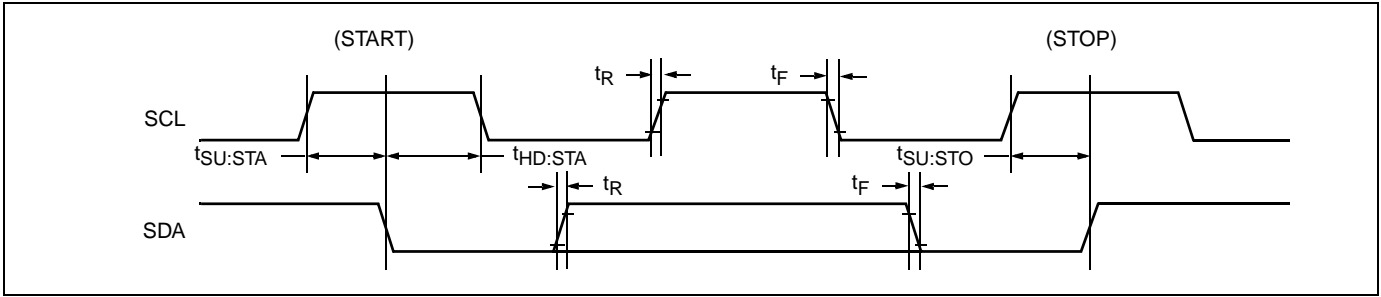 (START)
(STOP)
tR
tF
SCL
tSU:STA
tHD:STA
tSU:STO
tR
tF
SDA